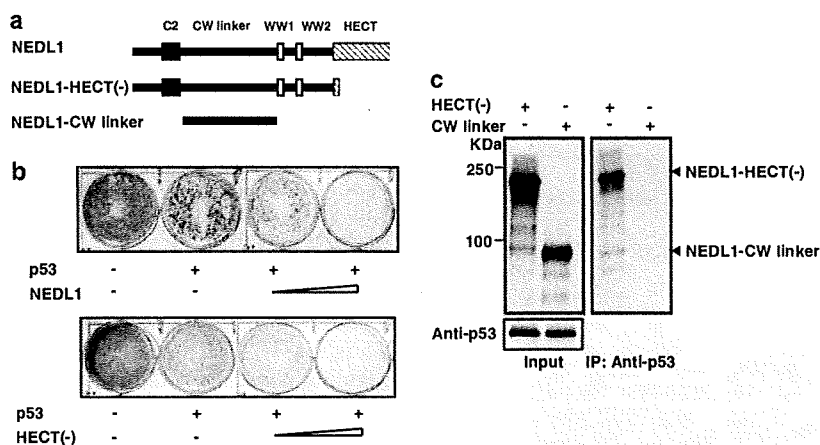 a
C2 CW linker WW1 WW2 HECT
NEDL1
NEDL1-HECT(-)
NEDL1-CW linker
b
p53 - + + +
NEDL1 - -
p53 - + + +
HECT(-) - -
c
HECT(-) + - + -
CW linker - + - +
KDa
250
NEDL1-HECT(-)
100
NEDL1-CW linker
Anti-p53
Input IP: Anti-p53